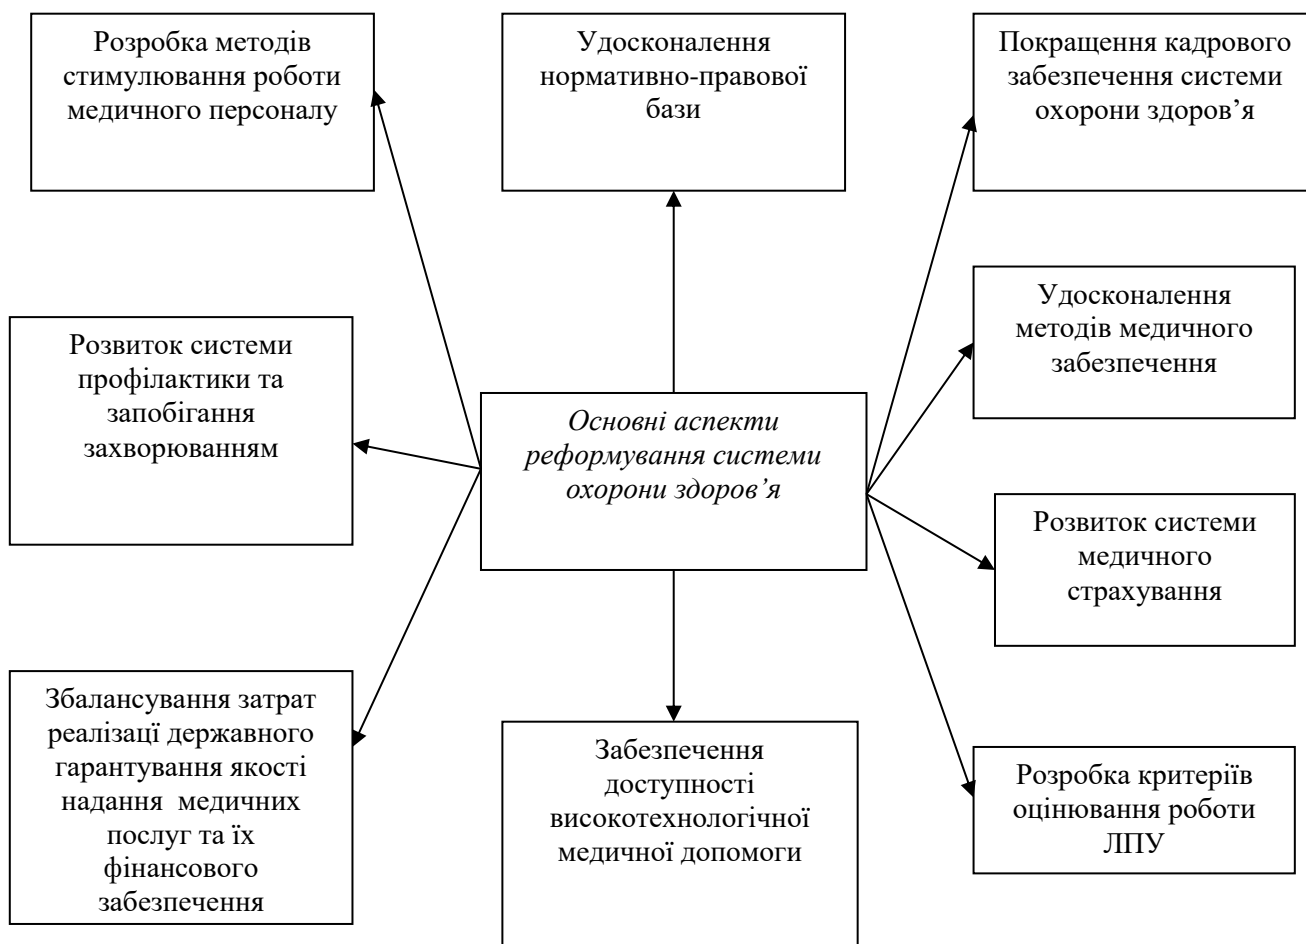 Розробка методів
стимулювання роботи
медичного персоналу
Удосконалення
нормативно-правової
бази
Покращення кадрового
забезпечення системи
охорони здоров’я
Удосконалення
методів медичного
забезпечення
Розвиток системи
профілактики та
запобігання
захворюванням
Основні аспекти
реформування системи
охорони здоров’я
Розвиток системи
медичного
страхування
Збалансування затрат
реалізації державного
гарантування якості
надання  медичних
послуг та їх
фінансового
забезпечення
Забезпечення
доступності
високотехнологічної
медичної допомоги
Розробка критеріїв
оцінювання роботи
ЛПУ